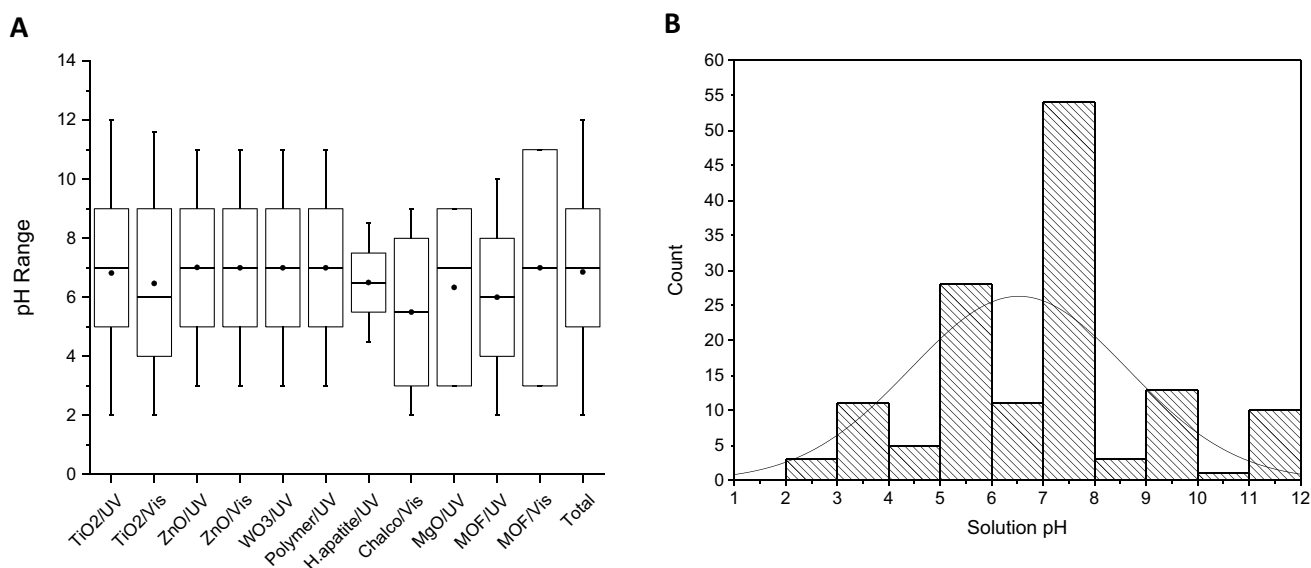 A
14
12
10
8
6
4
2
0
pH Range
TiO2/UV
TiO2/Vis
ZnO/UV
ZnO/Vis
WO3/UV
Polymer/UV
H.apatite/UV
Chalco/Vis
MgO/UV
MOF/UV
MOF/Vis
Total
B
60
55
50
45
40
35
30
25
20
15
10
5
0
Count
1 2 3 4 5 6 7 8 9 10 11 12
Solution pH